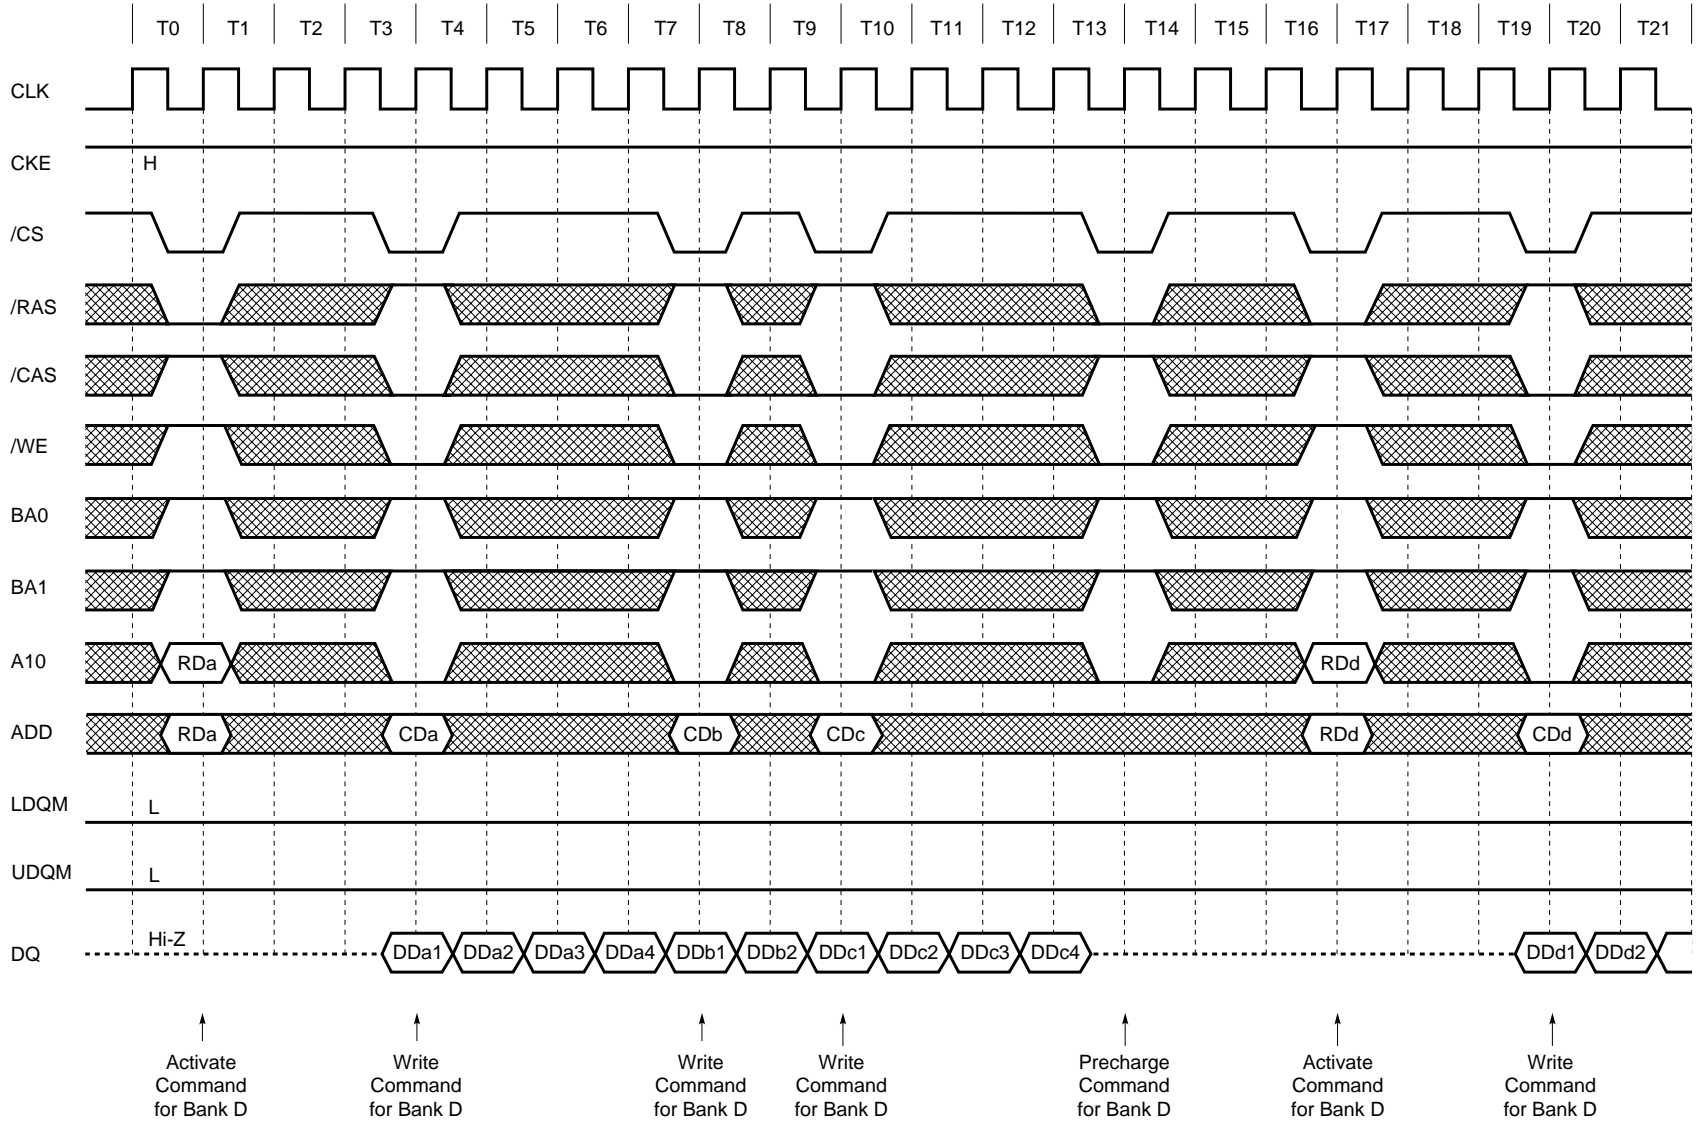 T0 T1 T2 T3 T4 T5 T6 T7 T8 T9 T10 T11 T12 T13 T14 T15 T16 T17 T18 T19 T20 T21
CLK
CKE H
/CS
/RAS
/CAS
/WE
BA0
BA1
A10 RDa RDd
ADD RDa CDa CDb CDc RDd CDd
LDQM L
UDQM L
DQ Hi-Z DDa1 DDa2 DDa3 DDa4 DDb1 DDb2 DDc1 DDc2 DDc3 DDc4 DDd1 DDd2
Activate
Command
for Bank D
Write
Command
for Bank D
Write
Command
for Bank D
Write
Command
for Bank D
Precharge
Command
for Bank D
Activate
Command
for Bank D
Write
Command
for Bank D